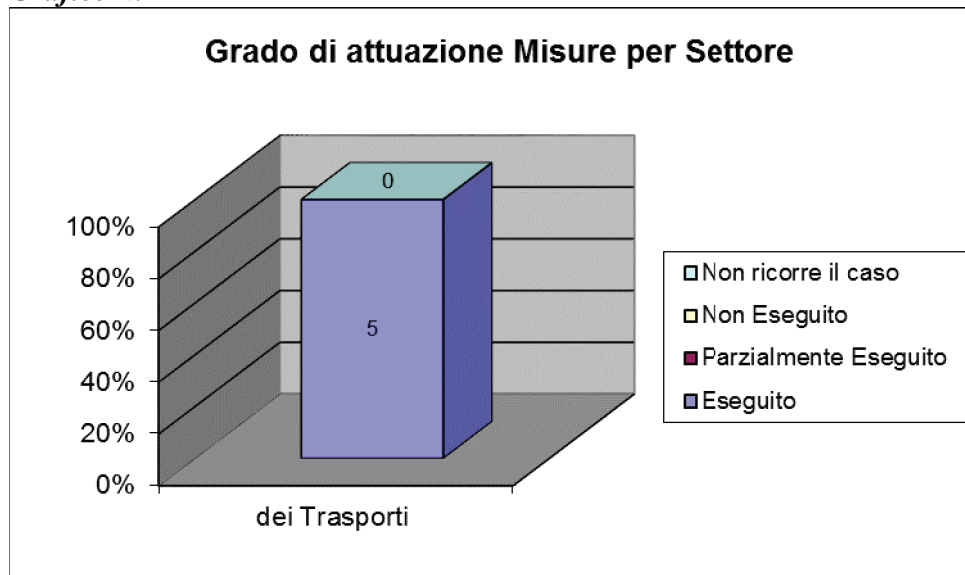 Grado di attuazione Misure per Settore
0
100%
80%
60%
5
40%
20%
0%
dei Trasporti
Non ricorre il caso
Non Eseguito
Parzialmente Eseguito
Eseguito